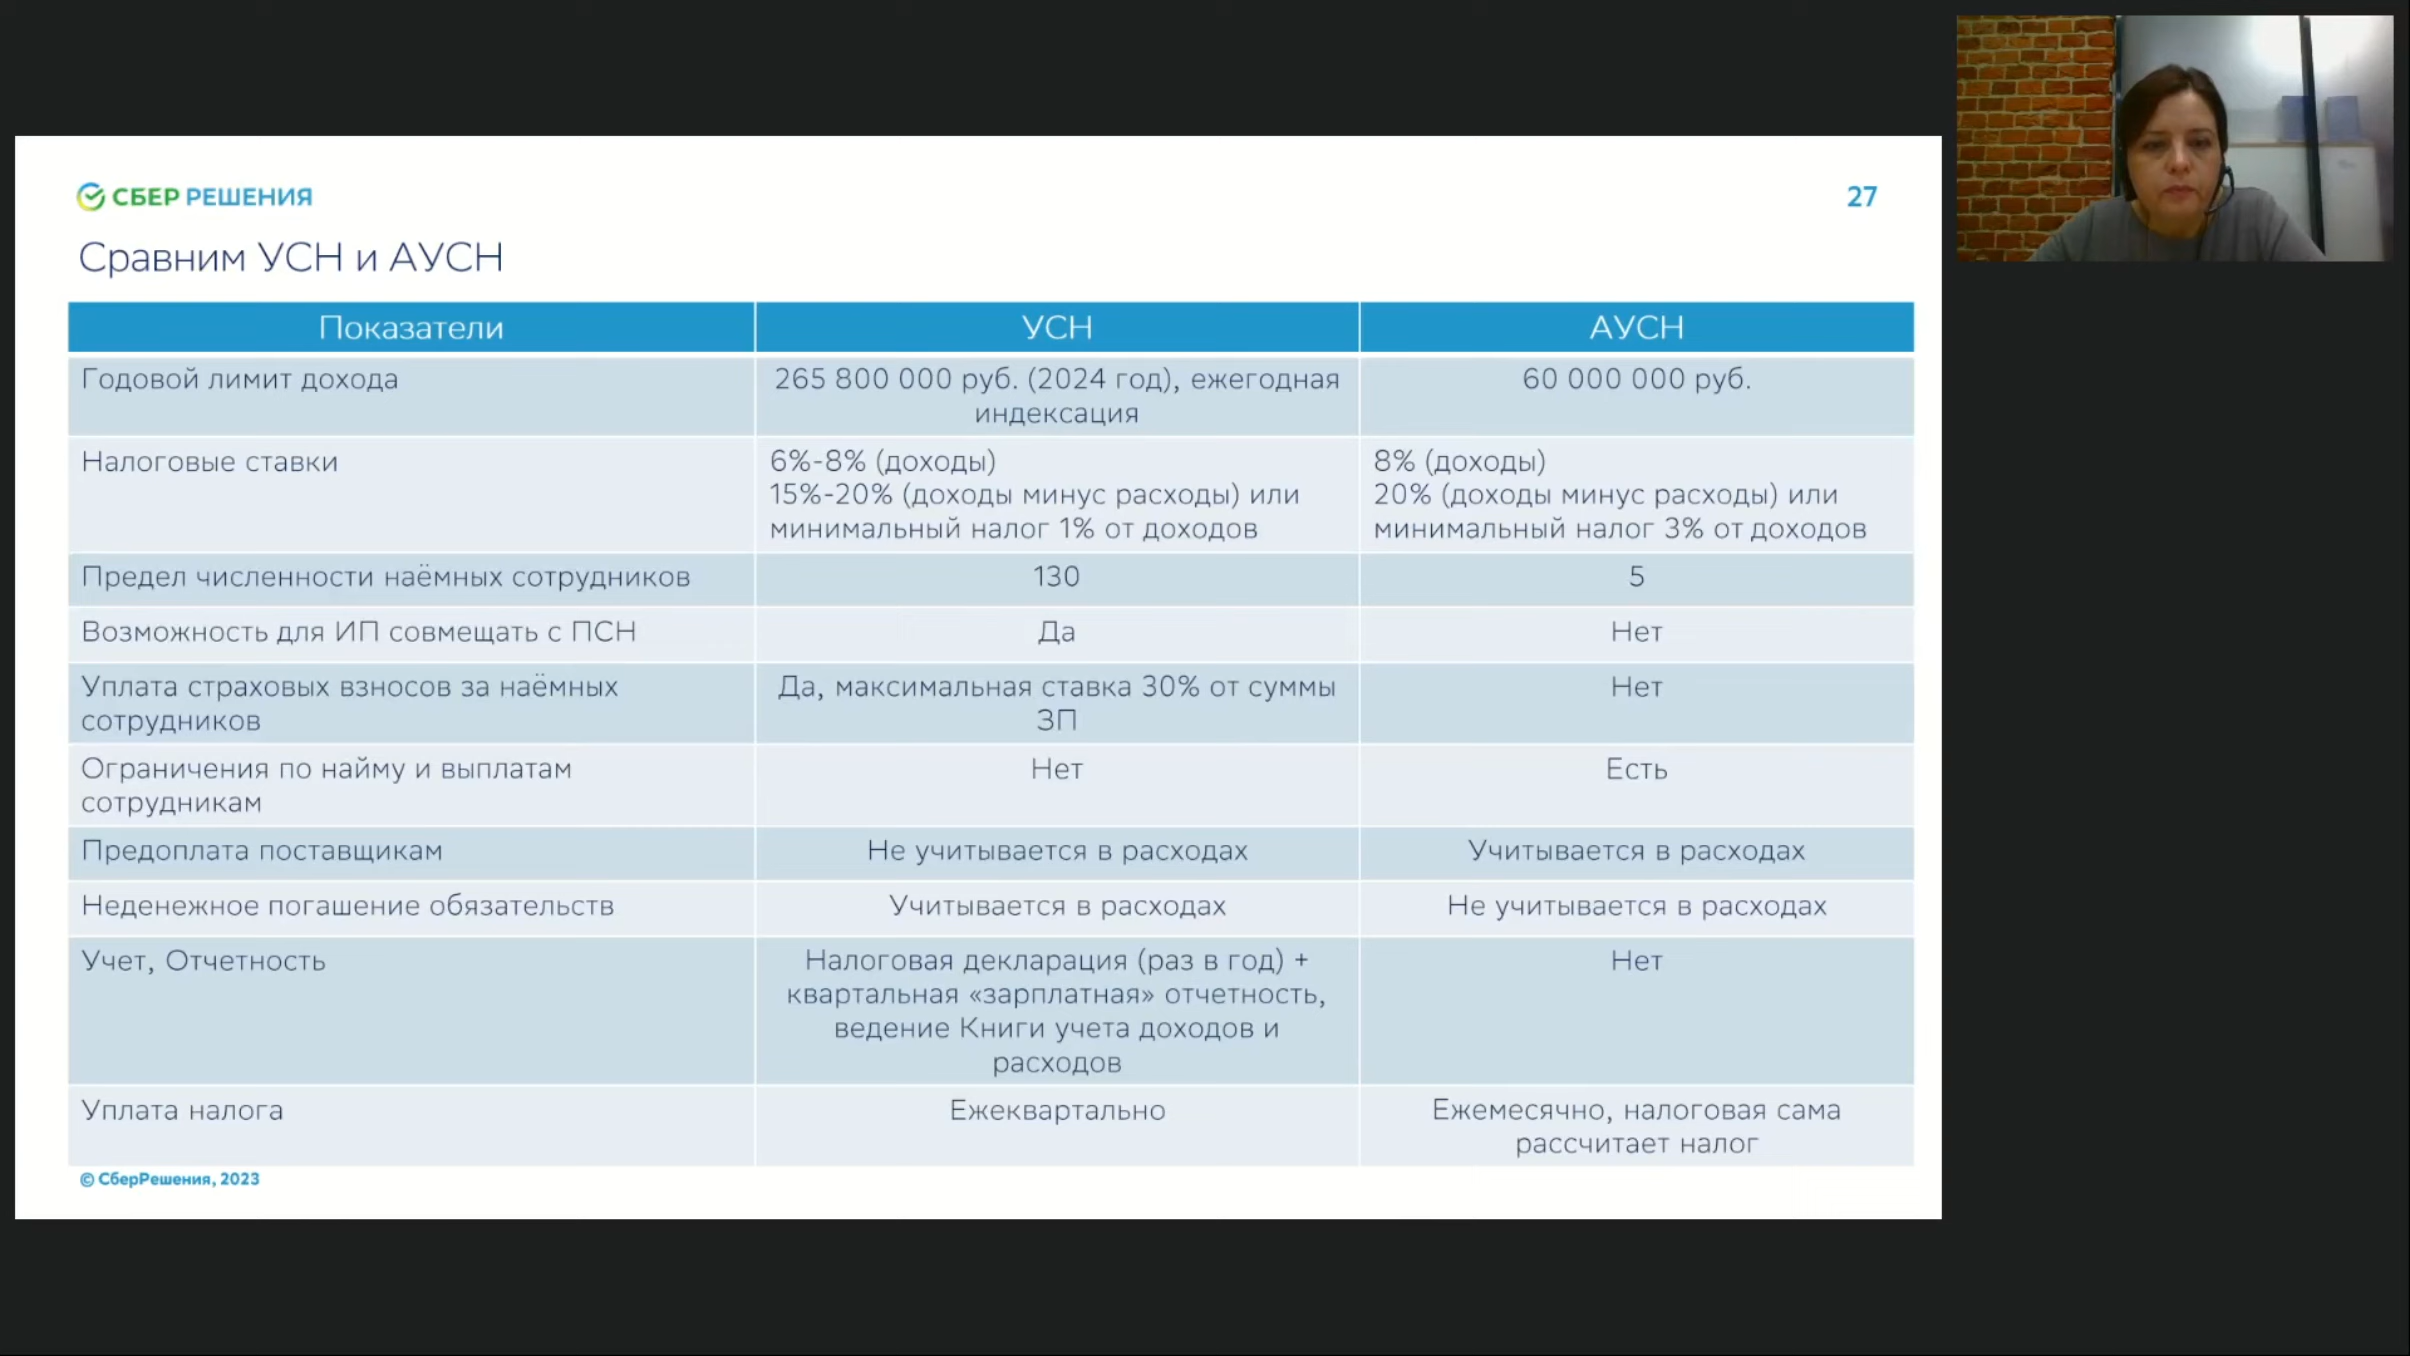 СБЕР РЕШЕНИЯ
27
Сравним УСН и АУСН
Показатели УСН АУСН
Годовой лимит дохода 265 800 000 руб. (2024 год), ежегодная 60 000 000 руб.
индексация
Налоговые ставки 6%-8% (доходы) 8% (доходы)
15%-20% (доходы минус расходы) или 20% (доходы минус расходы) или
минимальный налог 1% от доходов минимальный налог 3% от доходов
Предел численности наёмных сотрудников 130 5
Возможность для ИП совмещать с ПСН Да Нет
Уплата страховых взносов за наёмных Да, максимальная ставка 30% от суммы Нет
сотрудников ЗП
Ограничения по найму и выплатам Нет Есть
сотрудникам
Предоплата поставщикам Не учитывается в расходах Учитывается в расходах
Неденежное погашение обязательств Учитывается в расходах Не учитывается в расходах
Учет, Отчетность Налоговая декларация (раз в год) + Нет
квартальная «зарплатная» отчетность,
ведение Книги учета доходов и
расходов
Уплата налога Ежеквартально Ежемесячно, налоговая сама
рассчитает налог
© СберРешения, 2023